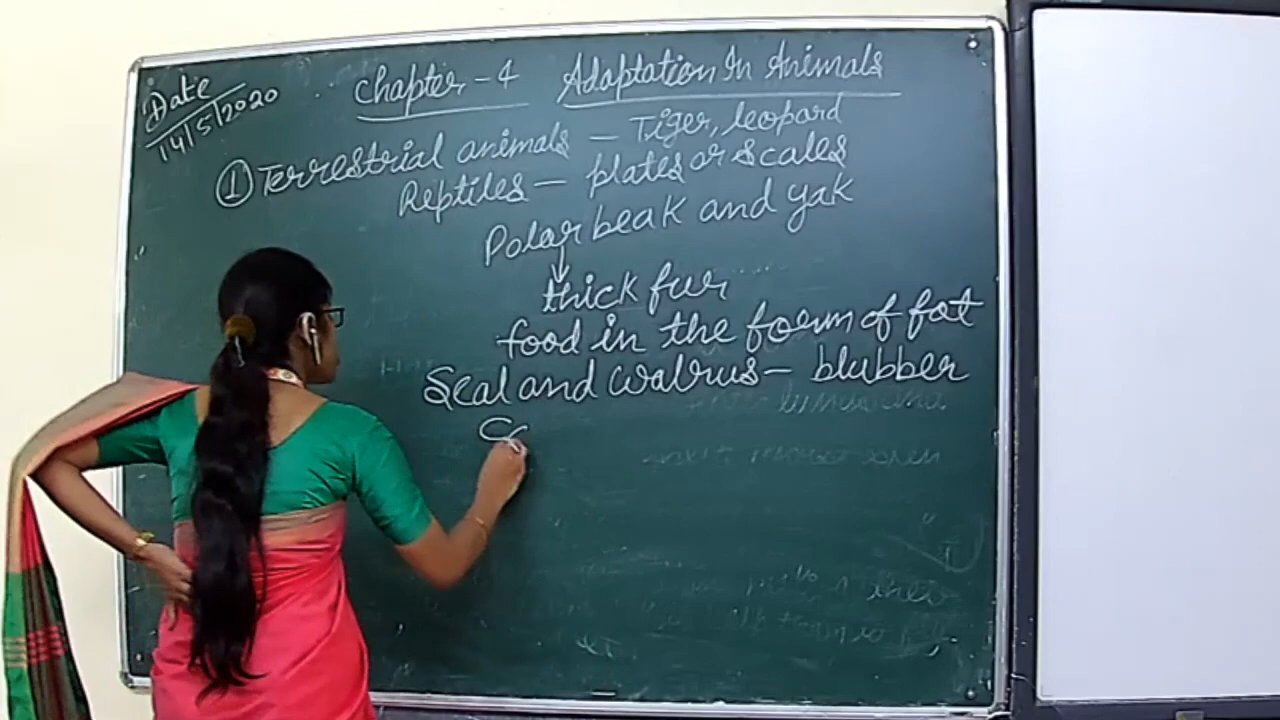 Date
14/5/2020
Chapter - 4 Adaptation In Animals
① Terrestrial animals - Tiger, leopard
Reptiles - plates or scales
Polar beak and yak
↓
thick fur
food in the form of fat
Seal and Walrus - blubber